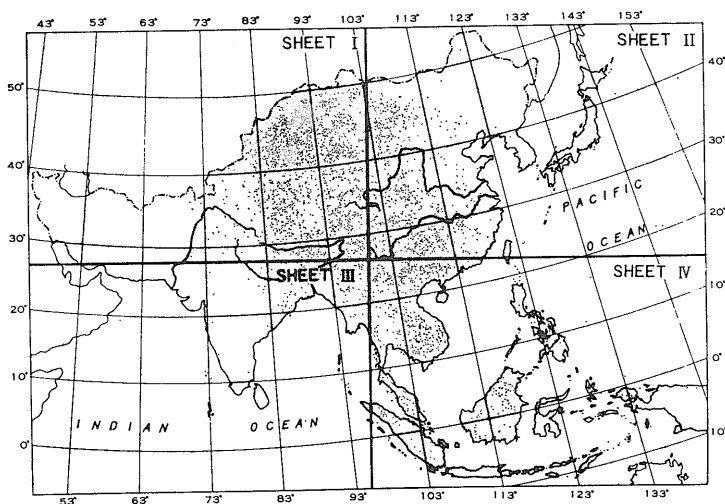 43° 53° 63° 73° 83° 93° 103° 113° 123° 133° 143° 153°
SHEET I SHEET II
50° 40°
40° 30°
PACIFIC
30° 20°
OCEAN
SHEET III SHEET IV
20° 10°
10° 0°
INDIAN OCEAN
0° 10°
53° 63° 73° 83° 93° 103° 113° 123° 133°